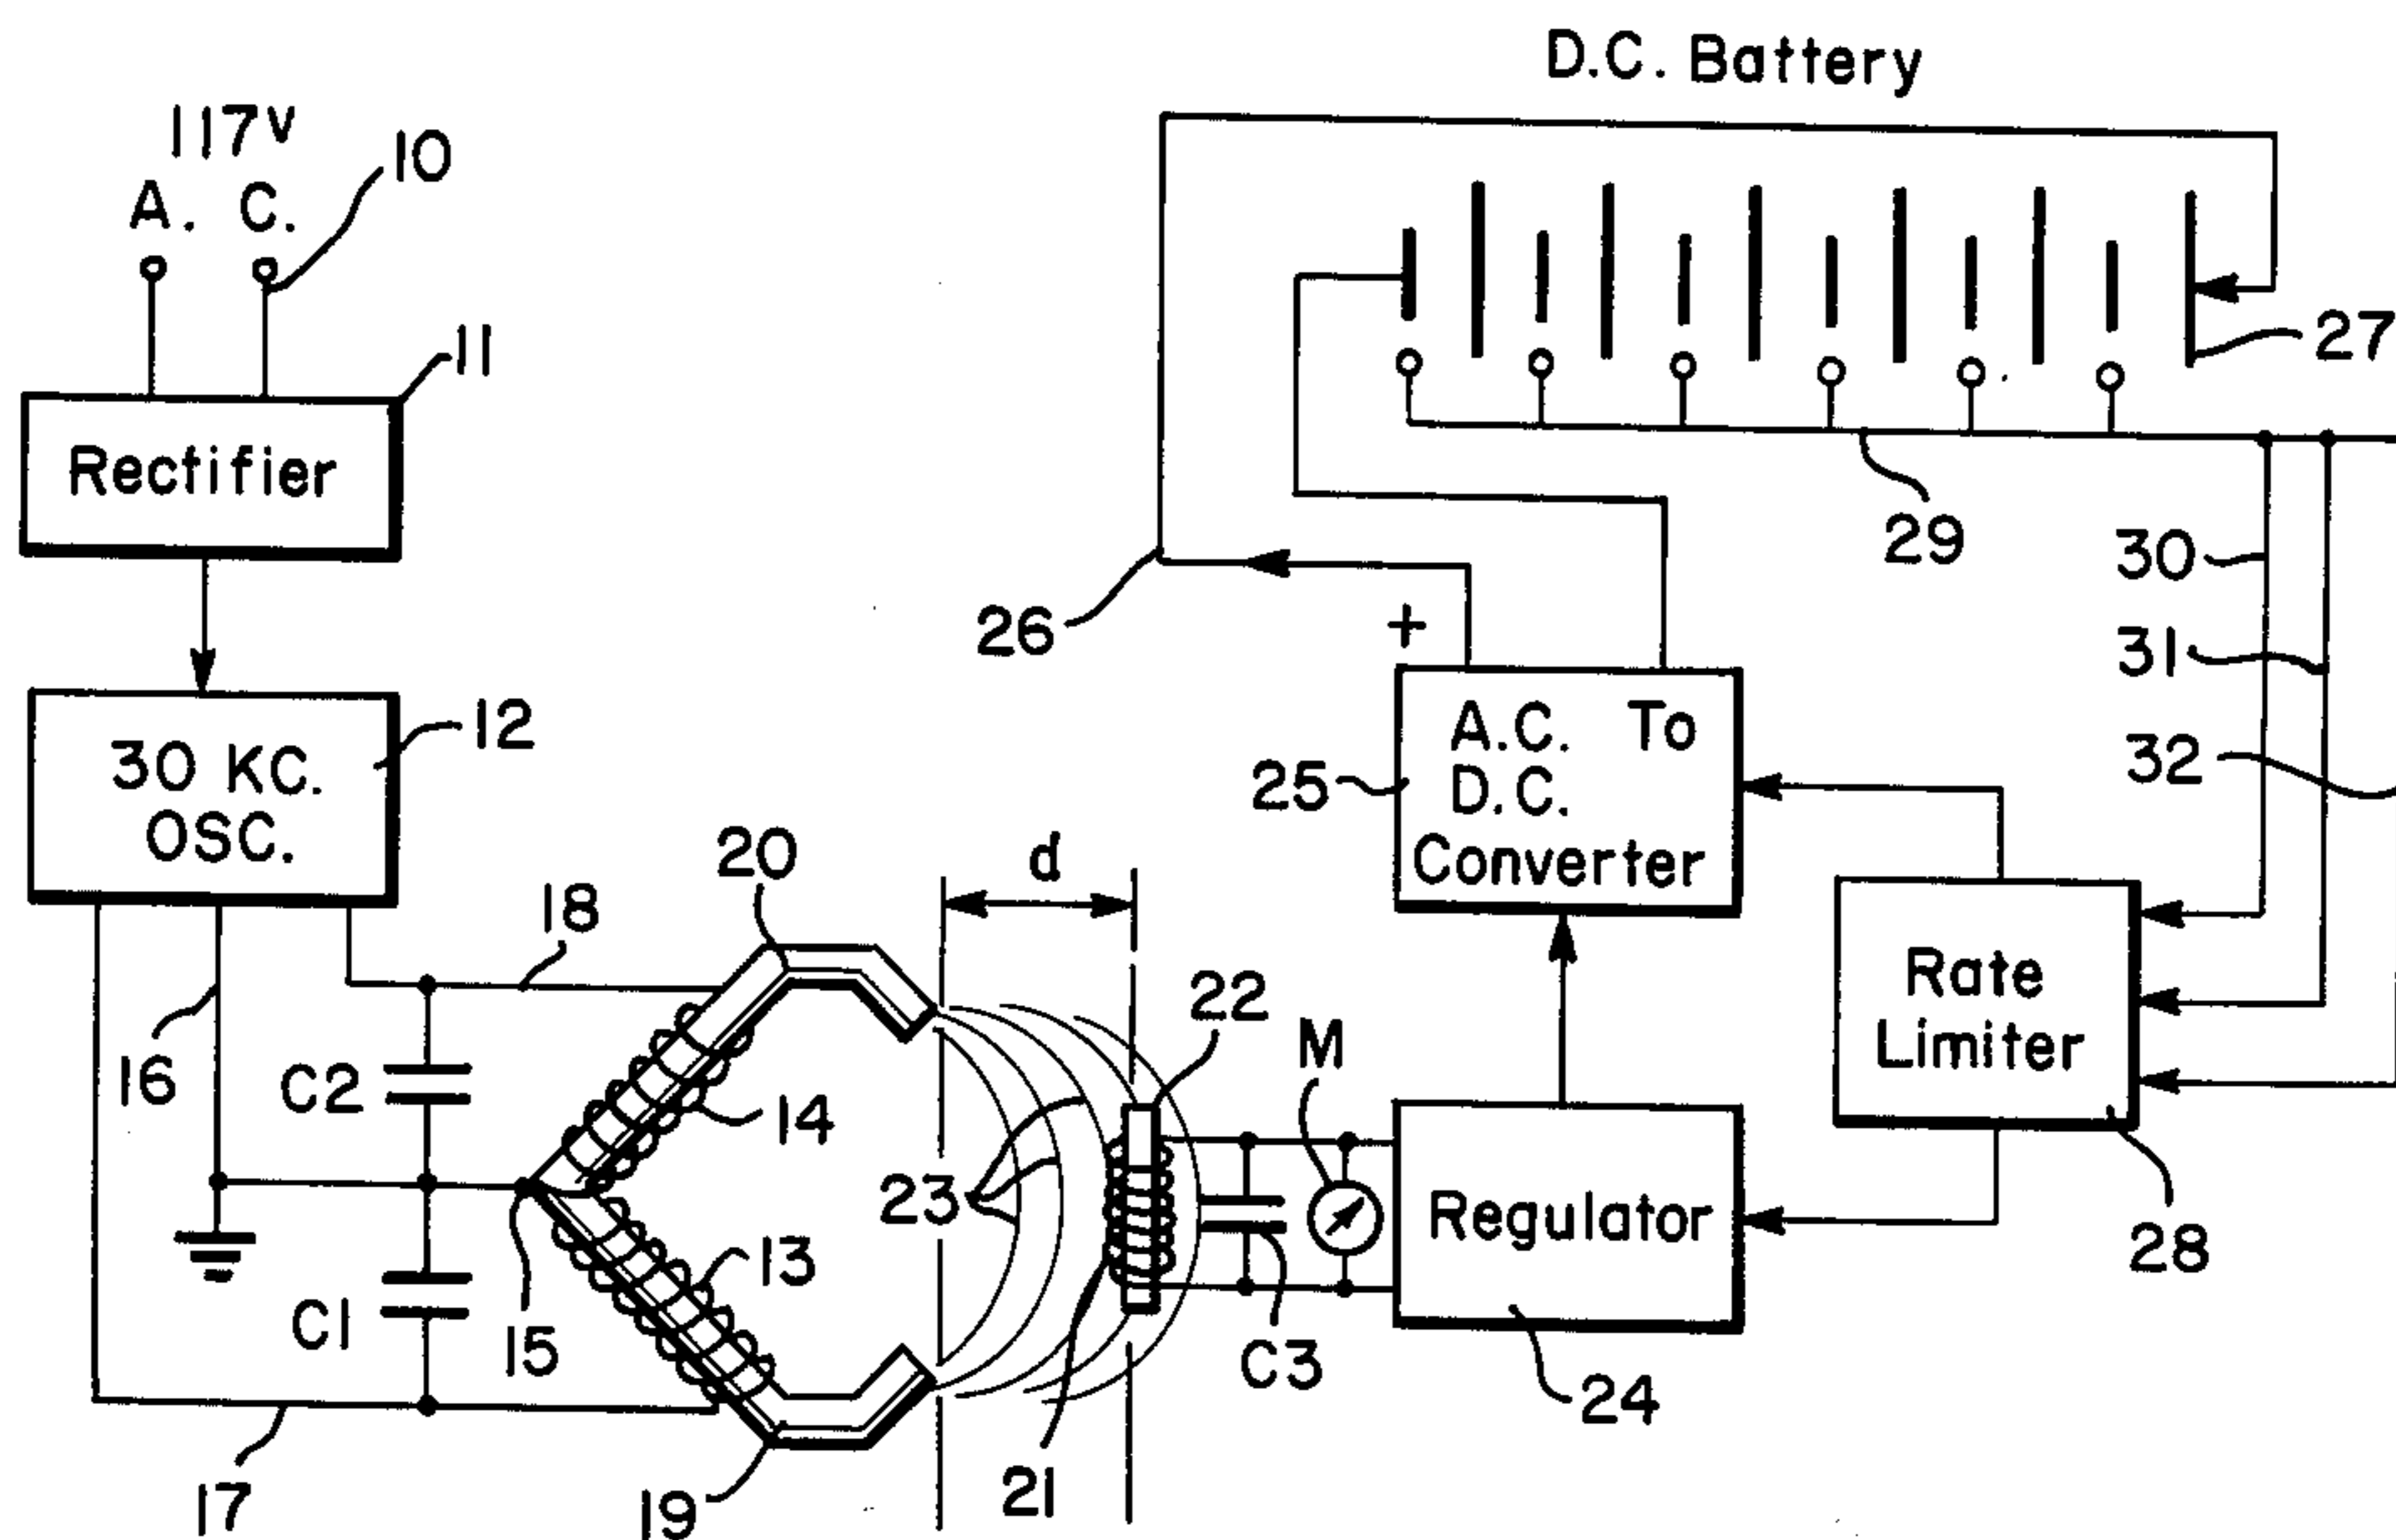 D.C. Battery
117V
A. C.
10
11
Rectifier
27
29
30
26
+
31
12
30 KC.
OSC.
A.C. To
D.C.
Converter
25
32
20
d
18
22
Rate
Limiter
M
16
C2
14
23
Regulator
28
13
C1
15
C3
24
21
17
19